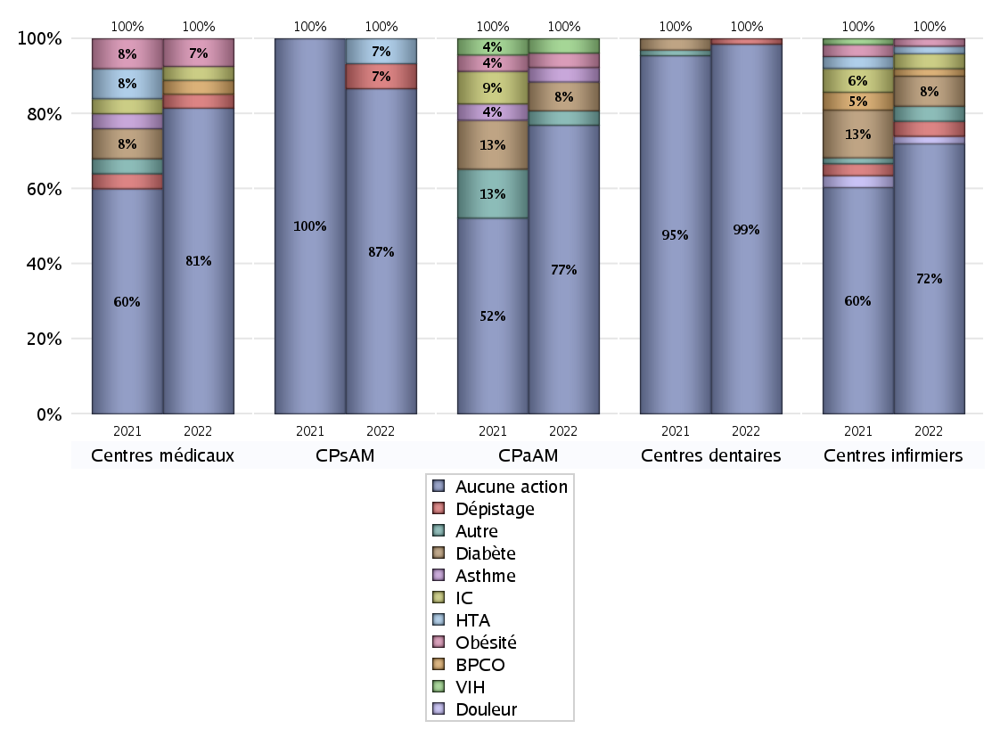 100% 100% 100% 100% 100% 100% 100% 100% 100% 100%
100%
80%
60%
40%
20%
0%
8% 7% 7% 4%
4%
8% 7% 9% 6%
4% 8% 5% 8%
8% 13% 13%
13%
60% 81% 100% 87% 52% 77% 95% 99% 60% 72%
2021 2022 2021 2022 2021 2022 2021 2022 2021 2022
Centres médicaux CPsAM CPaAM Centres dentaires Centres infirmiers
Aucune action
Dépistage
Autre
Diabète
Asthme
IC
HTA
Obésité
BPCO
VIH
Douleur